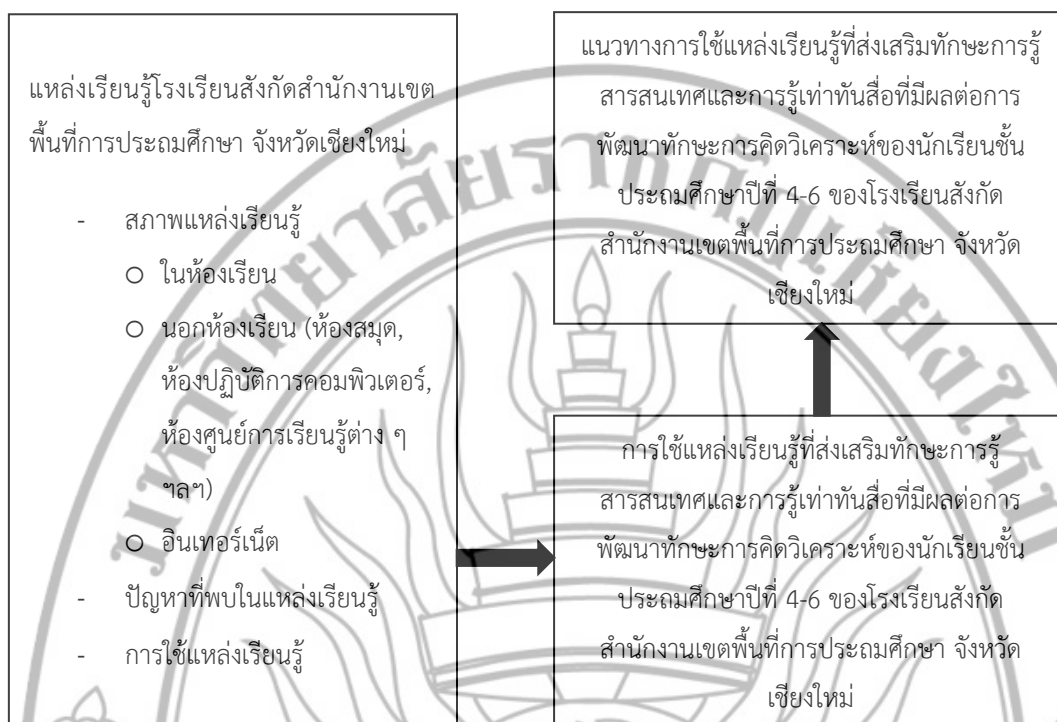 แหล่งเรียนรู้โรงเรียนสังกัดสำนักงานเขต
พื้นที่การประถมศึกษา จังหวัดเชียงใหม่
- สภาพแหล่งเรียนรู้
o ในห้องเรียน
o นอกห้องเรียน (ห้องสมุด,
ห้องปฏิบัติการคอมพิวเตอร์,
ห้องศูนย์การเรียนรู้ต่าง ๆ
ฯลฯ)
o อินเทอร์เน็ต
- ปัญหาที่พบในแหล่งเรียนรู้
- การใช้แหล่งเรียนรู้
แนวทางการใช้แหล่งเรียนรู้ที่ส่งเสริมทักษะการรู้
สารสนเทศและการรู้เท่าทันสื่อที่มีผลต่อการ
พัฒนาทักษะการคิดวิเคราะห์ของนักเรียนชั้น
ประถมศึกษาปีที่ 4-6 ของโรงเรียนสังกัด
สำนักงานเขตพื้นที่การประถมศึกษา จังหวัด
เชียงใหม่
การใช้แหล่งเรียนรู้ที่ส่งเสริมทักษะการรู้
สารสนเทศและการรู้เท่าทันสื่อที่มีผลต่อการ
พัฒนาทักษะการคิดวิเคราะห์ของนักเรียนชั้น
ประถมศึกษาปีที่ 4-6 ของโรงเรียนสังกัด
สำนักงานเขตพื้นที่การประถมศึกษา จังหวัด
เชียงใหม่
มหาวิทยาลัยราชภัฏเชียงใหม่